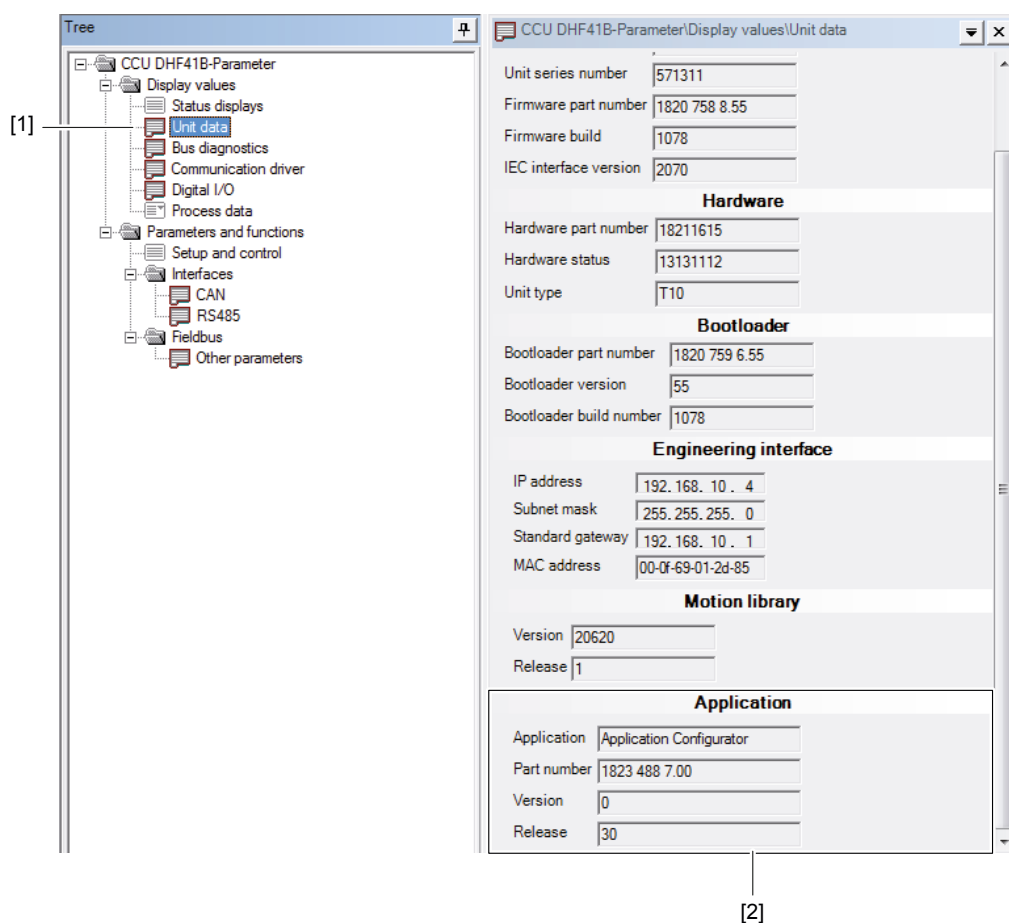 Tree
CCU DHF41B-Parameter
Display values
Status displays
[1]
Unit data
Bus diagnostics
Communication driver
Digital I/O
Process data
Parameters and functions
Setup and control
Interfaces
CAN
RS485
Fieldbus
Other parameters
CCU DHF41B-Parameter\Display values\Unit data
Unit series number 571311
Firmware part number 1820 758 8.55
Firmware build 1078
IEC interface version 2070
Hardware
Hardware part number 18211615
Hardware status 13131112
Unit type T10
Bootloader
Bootloader part number 1820 759 6.55
Bootloader version 55
Bootloader build number 1078
Engineering interface
IP address 192.168. 10 . 4
Subnet mask 255.255.255. 0
Standard gateway 192.168. 10 . 1
MAC address 00-0f-69-01-2d-85
Motion library
Version 20620
Release 1
Application
Application Application Configurator
Part number 1823 488 7.00
Version 0
Release 30
[2]